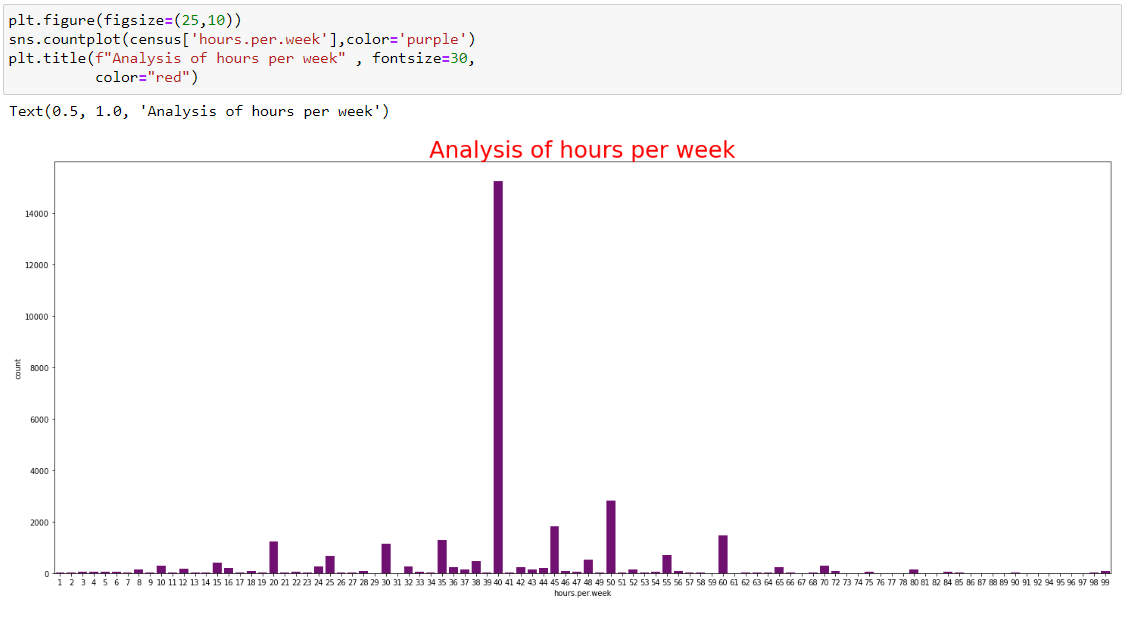 plt.figure(figsize=(25,10))
sns.countplot(census['hours.per.week'],color='purple')
plt.title(f"Analysis of hours per week" , fontsize=30,
color="red")
Text(0.5, 1.0, 'Analysis of hours per week')
Analysis of hours per week
14000
12000
10000
8000
6000
4000
2000
0
count
1 2 3 4 5 6 7 8 9 10 11 12 13 14 15 16 17 18 19 20 21 22 23 24 25 26 27 28 29 30 31 32 33 34 35 36 37 38 39 40 41 42 43 44 45 46 47 48 49 50 51 52 53 54 55 56 57 58 59 60 61 62 63 64 65 66 67 68 70 72 73 74 75 76 77 78 80 81 82 84 85 86 87 88 89 90 91 92 94 95 96 97 98 99
hours.per.week